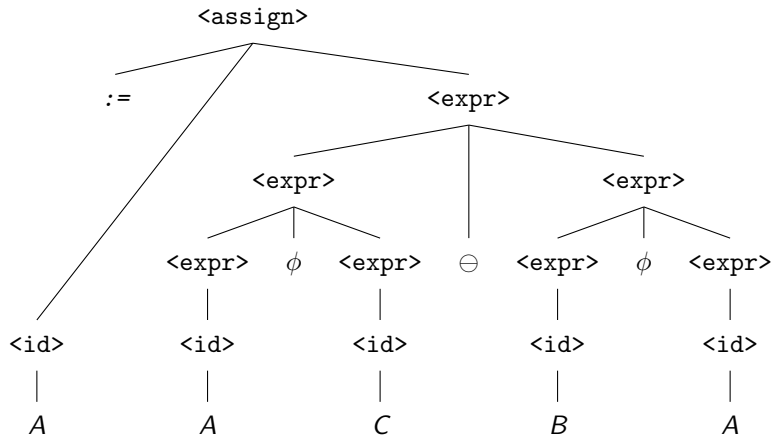 <assign>
:= <expr>
<expr> <expr>
<expr> ϕ <expr> ⊖ <expr> ϕ <expr>
<id> <id> <id> <id> <id>
A A C B A